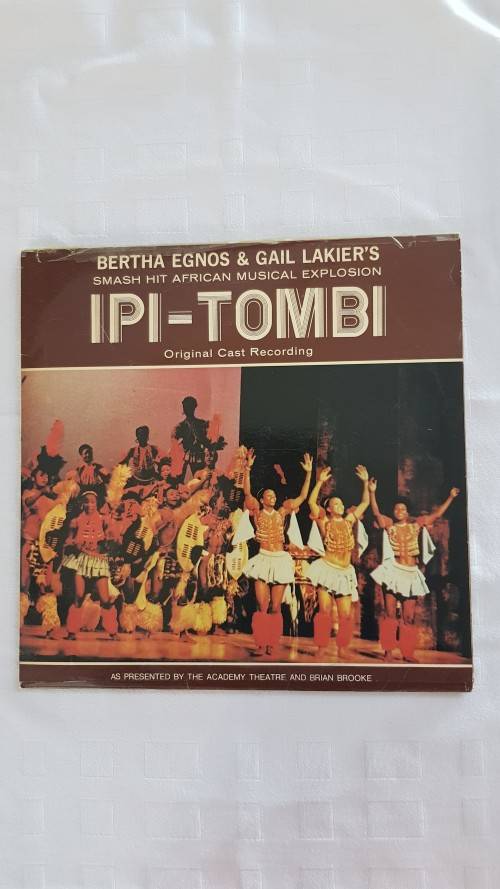 BERTHA EGNOS & GAIL LAKIER'S
SMASH HIT AFRICAN MUSICAL EXPLOSION
IPI-TOMBI
Original Cast Recording
AS PRESENTED BY THE ACADEMY THEATRE AND BRIAN BROOKE